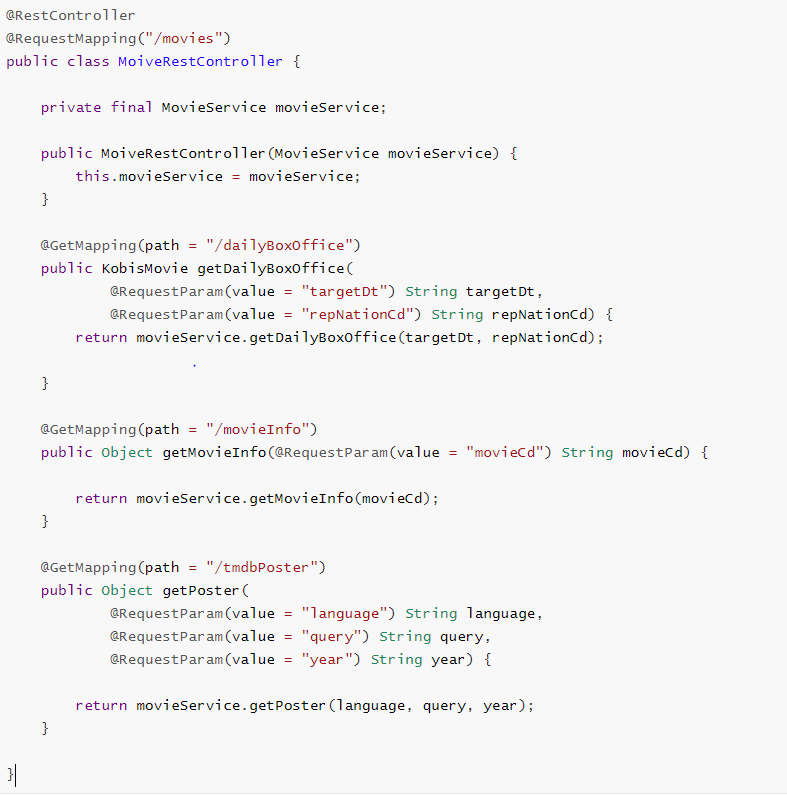 @RestController
@RequestMapping("/movies")
public class MoiveRestController {
private final MovieService movieService;
public MoiveRestController(MovieService movieService) {
this.movieService = movieService;
}
@GetMapping(path = "/dailyBoxOffice")
public KobisMovie getDailyBoxOffice(
@RequestParam(value = "targetDt") String targetDt,
@RequestParam(value = "repNationCd") String repNationCd) {
return movieService.getDailyBoxOffice(targetDt, repNationCd);
.
}
@GetMapping(path = "/movieInfo")
public Object getMovieInfo(@RequestParam(value = "movieCd") String movieCd) {
return movieService.getMovieInfo(movieCd);
}
@GetMapping(path = "/tmdbPoster")
public Object getPoster(
@RequestParam(value = "language") String language,
@RequestParam(value = "query") String query,
@RequestParam(value = "year") String year) {
return movieService.getPoster(language, query, year);
}
}